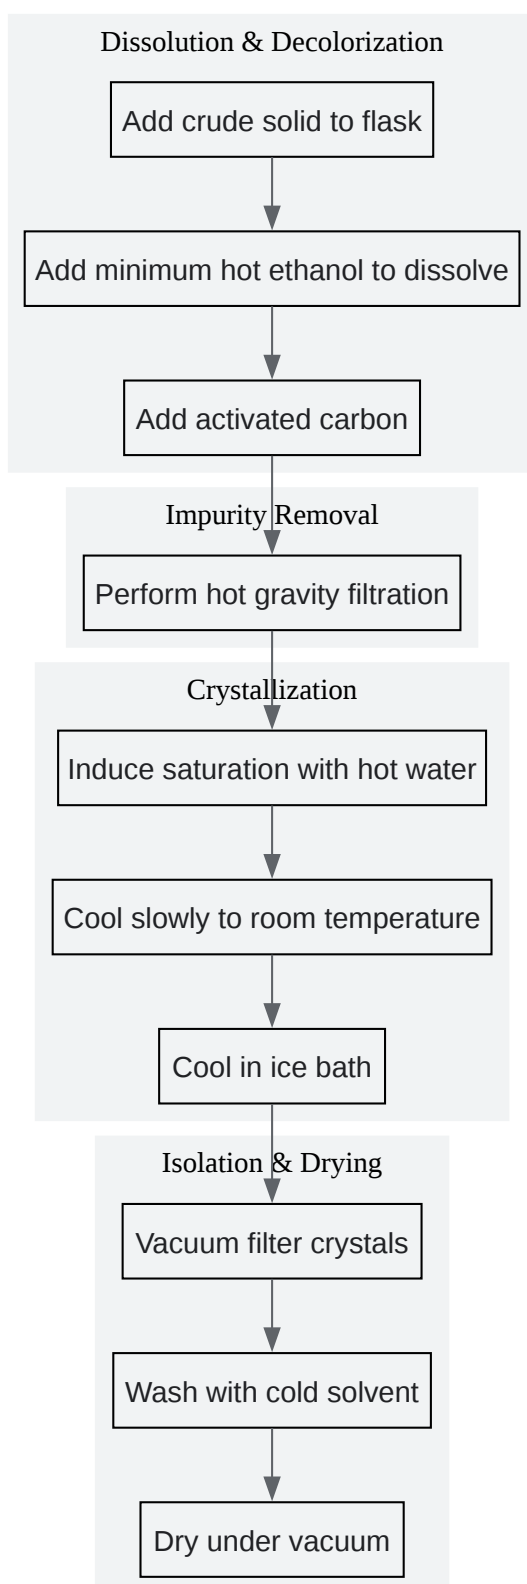 Dissolution & Decolorization
Add crude solid to flask
Add minimum hot ethanol to dissolve
Add activated carbon
Impurity Removal
Perform hot gravity filtration
Crystallization
Induce saturation with hot water
Cool slowly to room temperature
Cool in ice bath
Isolation & Drying
Vacuum filter crystals
Wash with cold solvent
Dry under vacuum